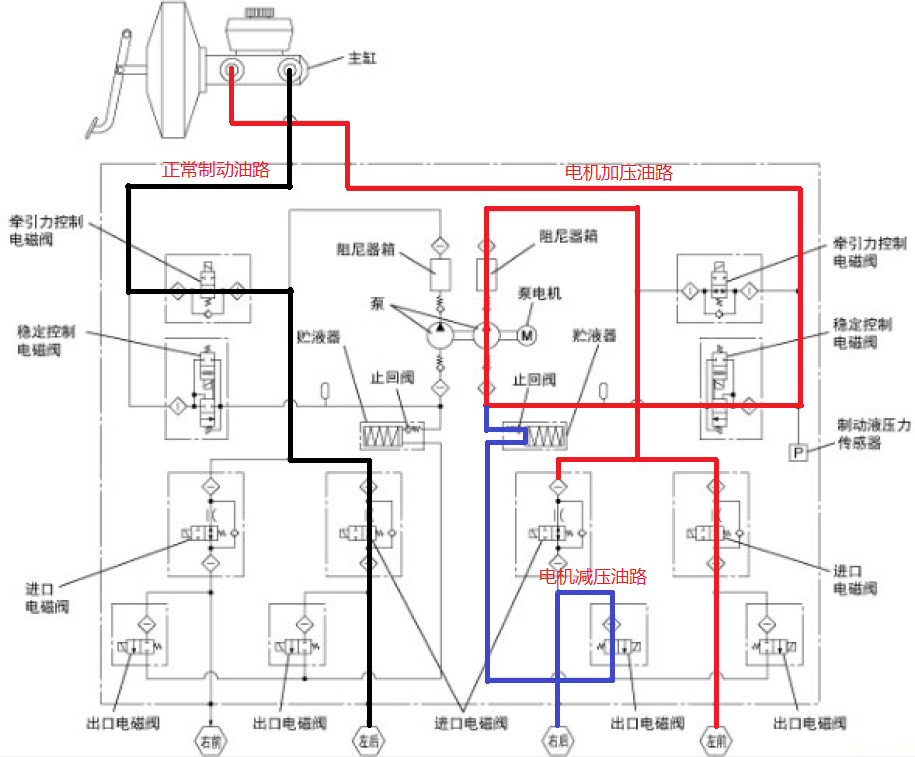 主缸
正常制动油路
电机加压油路
牵引力控制
电磁阀
阻尼器箱
阻尼器箱
牵引力控制
电磁阀
泵电机
泵
稳定控制
电磁阀
贮液器
M
贮液器
稳定控制
电磁阀
止回阀
止回阀
制动液压力
传感器
P
电机减压油路
进口
电磁阀
进口
电磁阀
出口电磁阀
出口电磁阀
进口电磁阀
出口电磁阀
出口电磁阀
右前
左后
右后
左前